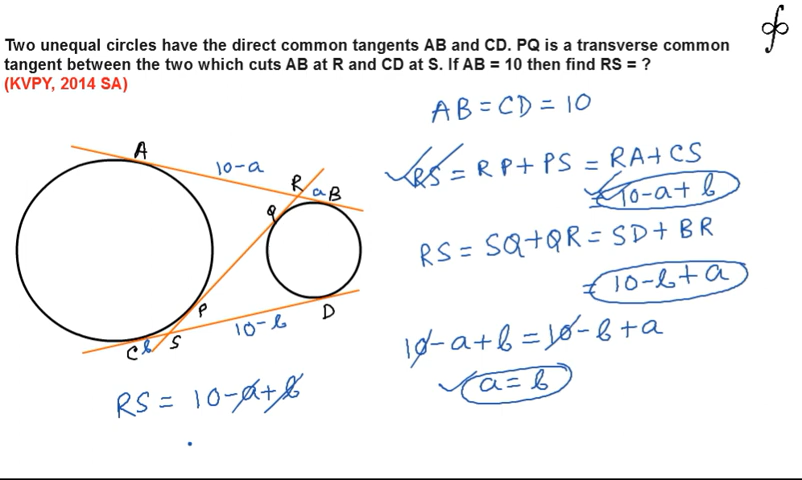 Two unequal circles have the direct common tangents AB and CD. PQ is a transverse common
tangent between the two which cuts AB at R and CD at S. If AB = 10 then find RS = ?
(KVPY, 2014 SA)
AB = CD = 10
A
10-a
R
a
B
RS = RP + PS = RA + CS
= 10-a+b
Q
RS = SQ+QR = SD+BR
= 10-b+a
P
C
b
S
10-b
D
10-a+b = 10-b+a
a = b
RS = 10-a+b